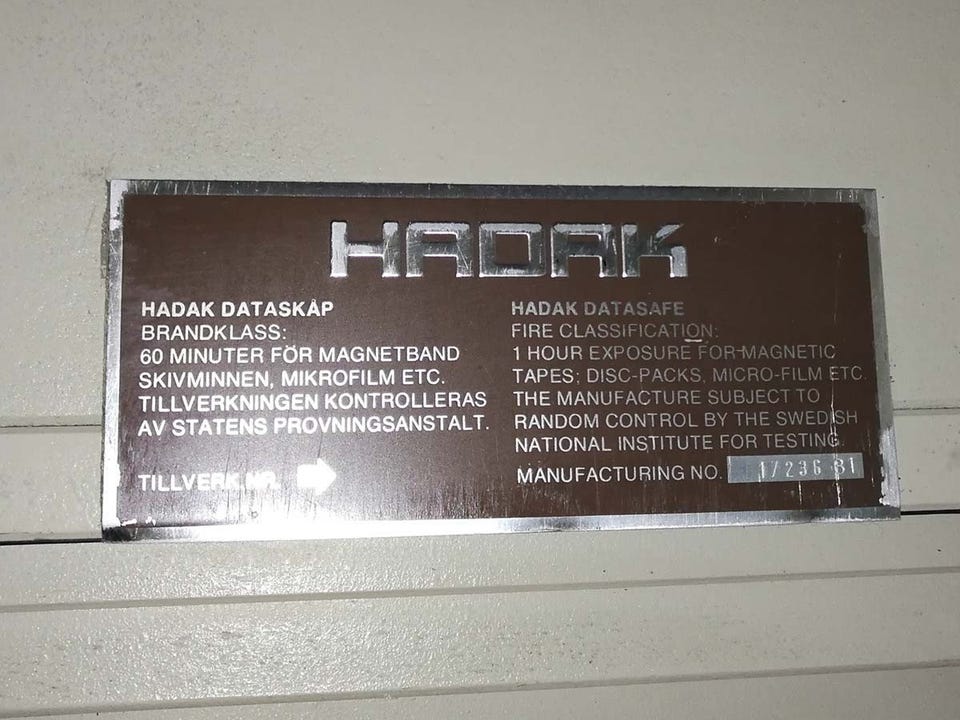 HADAK
HADAK DATASKÅP
BRANDKLASS:
60 MINUTER FÖR MAGNETBAND
SKIVMINNEN, MIKROFILM ETC.
TILLVERKNINGEN KONTROLLERAS
AV STATENS PROVNINGSANSTALT.
TILLVERK.NR.
HADAK DATASAFE
FIRE CLASSIFICATION:
1 HOUR EXPOSURE FOR MAGNETIC
TAPES; DISC-PACKS, MICRO-FILM ETC.
THE MANUFACTURE SUBJECT TO
RANDOM CONTROL BY THE SWEDISH
NATIONAL INSTITUTE FOR TESTING.
MANUFACTURING NO.